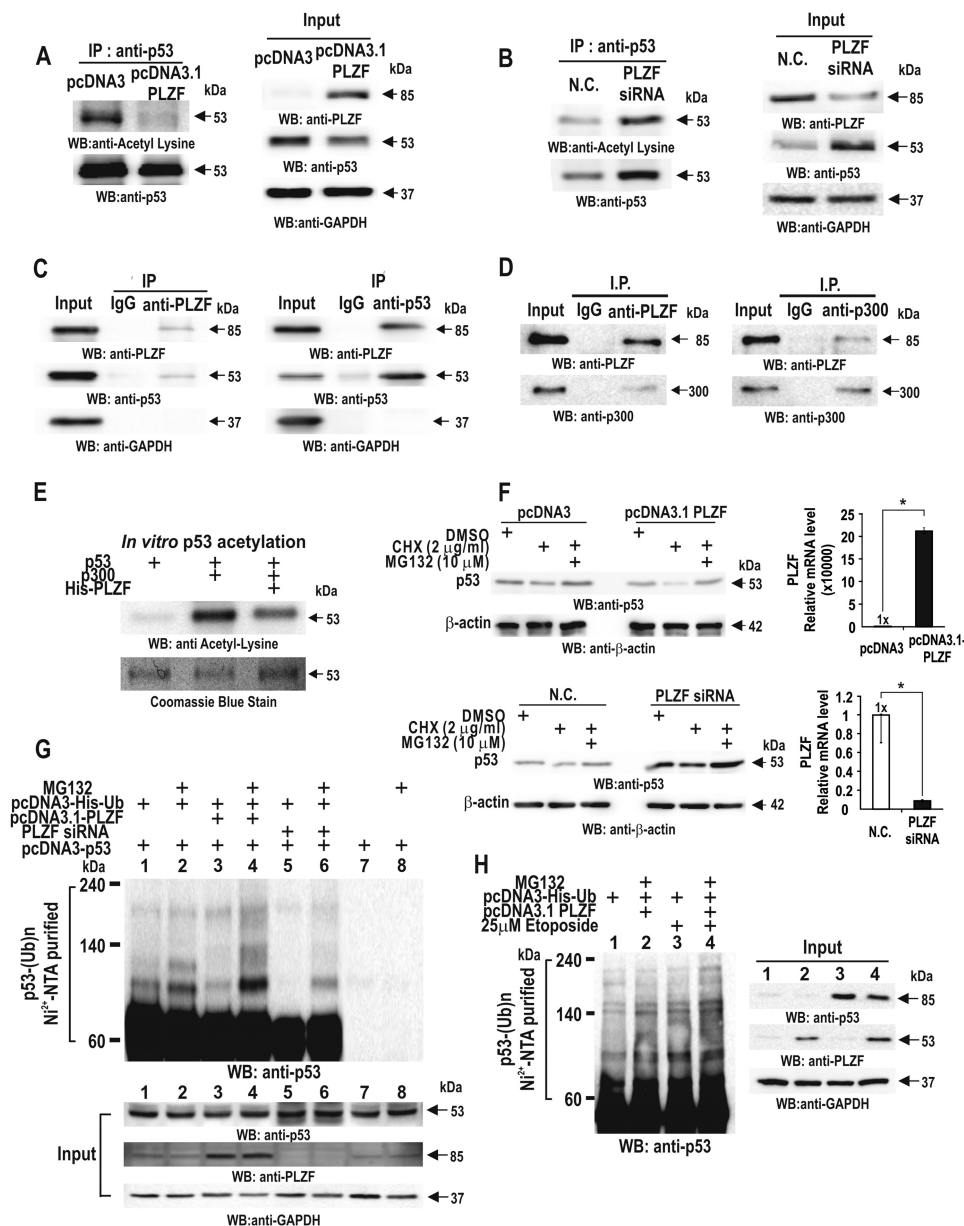 A
IP : anti-p53
pcDNA3
pcDNA3.1
PLZF
kDa
53
WB:anti-Acetyl Lysine
53
WB:anti-p53
Input
pcDNA3
pcDNA3.1
PLZF
kDa
85
WB: anti-PLZF
53
WB: anti-p53
37
WB:anti-GAPDH
B
IP : anti-p53
N.C.
PLZF
siRNA
kDa
53
WB:anti-Acetyl Lysine
53
WB:anti-p53
Input
N.C.
PLZF
siRNA
kDa
85
WB:anti-PLZF
53
WB: anti-p53
37
WB:anti-GAPDH
C
IP
Input IgG anti-PLZF kDa
85
WB: anti-PLZF
53
WB: anti-p53
37
WB: anti-GAPDH
IP
Input IgG anti-p53 kDa
85
WB: anti-PLZF
53
WB: anti-p53
37
WB: anti-GAPDH
D
I.P.
Input IgG anti-PLZF kDa
85
WB: anti-PLZF
300
WB: anti-p300
I.P.
Input IgG anti-p300 kDa
85
WB: anti-PLZF
300
WB: anti-p300
E
In vitro p53 acetylation
p53 + + +
p300 + +
His-PLZF +
kDa
53
WB: anti Acetyl-Lysine
53
Coomassie Blue Stain
F
pcDNA3 pcDNA3.1 PLZF
DMSO + +
CHX (2 μg/ml) + + + +
MG132 (10 μM) + + kDa
p53 53
WB:anti-p53
β-actin 42
WB: anti-β-actin
PLZF
Relative mRNA level
(x10000)
25
20
15
10
5
0
*
1x
pcDNA3 pcDNA3.1-
PLZF
N.C. PLZF siRNA
DMSO + +
CHX (2 μg/ml) + + + +
MG132 (10 μM) + + kDa
p53 53
WB:anti-p53
β-actin 42
WB: anti-β-actin
PLZF
Relative mRNA level
1.2
1
0.8
0.6
0.4
0.2
0
*
1x
N.C. PLZF
siRNA
G
MG132 + + + +
pcDNA3-His-Ub + + + + + +
pcDNA3.1-PLZF + +
PLZF siRNA + +
pcDNA3-p53 + + + + + + + +
kDa 1 2 3 4 5 6 7 8
240
140
60
p53-(Ub)n
Ni2+-NTA purified
WB: anti-p53
1 2 3 4 5 6 7 8 kDa
53
WB: anti-p53
Input
85
WB: anti-PLZF
37
WB:anti-GAPDH
H
MG132 + +
pcDNA3-His-Ub + + + +
pcDNA3.1 PLZF + +
25μM Etoposide + +
1 2 3 4
240
140
60
p53-(Ub)n
Ni2+-NTA purified
WB: anti-p53
Input
1 2 3 4 kDa
85
WB: anti-p53
53
WB: anti-PLZF
37
WB:anti-GAPDH